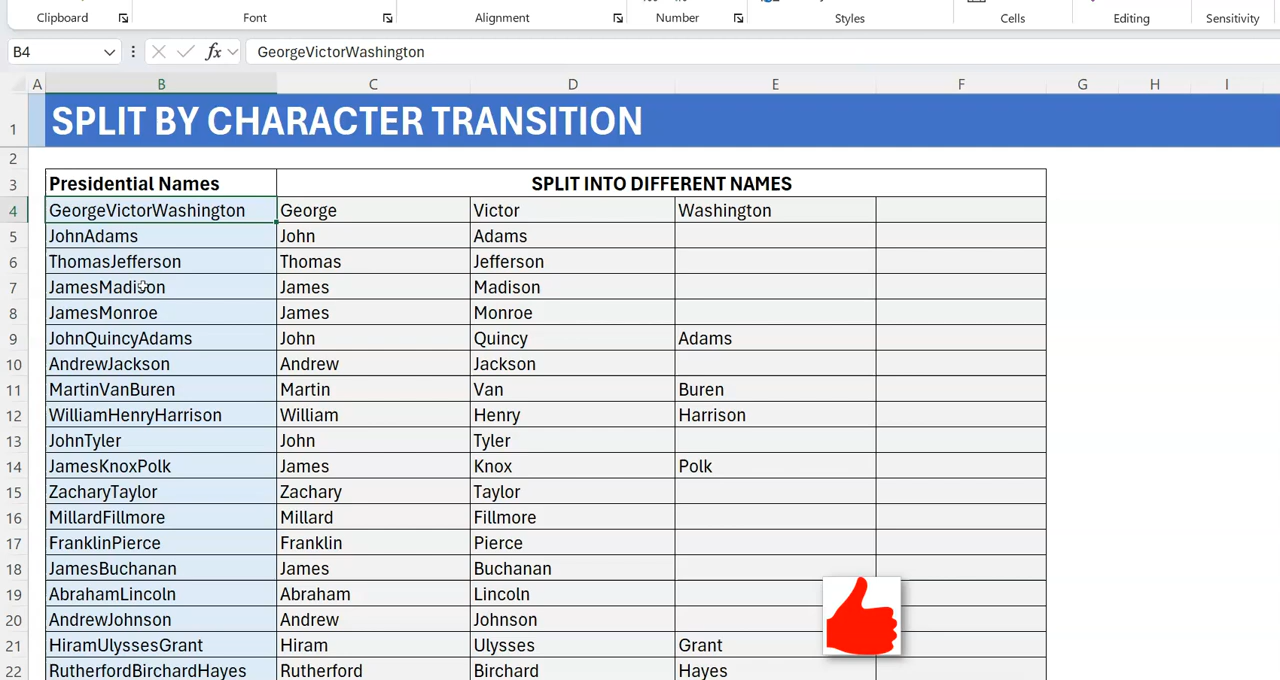 Clipboard Font Alignment Number Styles Cells Editing Sensitivity
B4 fx GeorgeVictorWashington
A B C D E F G H I
1 SPLIT BY CHARACTER TRANSITION
2
3 Presidential Names SPLIT INTO DIFFERENT NAMES
4 GeorgeVictorWashington George Victor Washington
5 JohnAdams John Adams
6 ThomasJefferson Thomas Jefferson
7 JamesMadison James Madison
8 JamesMonroe James Monroe
9 JohnQuincyAdams John Quincy Adams
10 AndrewJackson Andrew Jackson
11 MartinVanBuren Martin Van Buren
12 WilliamHenryHarrison William Henry Harrison
13 JohnTyler John Tyler
14 JamesKnoxPolk James Knox Polk
15 ZacharyTaylor Zachary Taylor
16 MillardFillmore Millard Fillmore
17 FranklinPierce Franklin Pierce
18 JamesBuchanan James Buchanan
19 AbrahamLincoln Abraham Lincoln
20 AndrewJohnson Andrew Johnson
21 HiramUlyssesGrant Hiram Ulysses Grant
22 RutherfordBirchardHayes Rutherford Birchard Hayes